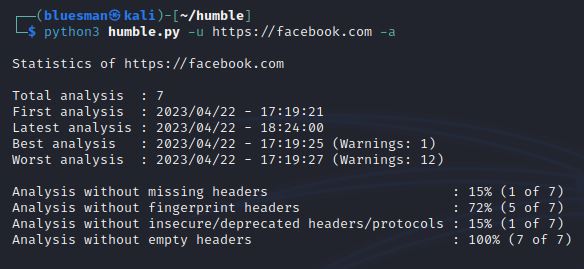 ┌──(bluesman㉿kali)-[~/humble]
└─$ python3 humble.py -u https://facebook.com -a
Statistics of https://facebook.com
Total analysis  : 7
First analysis  : 2023/04/22 - 17:19:21
Latest analysis : 2023/04/22 - 18:24:00
Best analysis   : 2023/04/22 - 17:19:25 (Warnings: 1)
Worst analysis  : 2023/04/22 - 17:19:27 (Warnings: 12)
Analysis without missing headers                       : 15% (1 of 7)
Analysis without fingerprint headers                   : 72% (5 of 7)
Analysis without insecure/deprecated headers/protocols : 15% (1 of 7)
Analysis without empty headers                         : 100% (7 of 7)